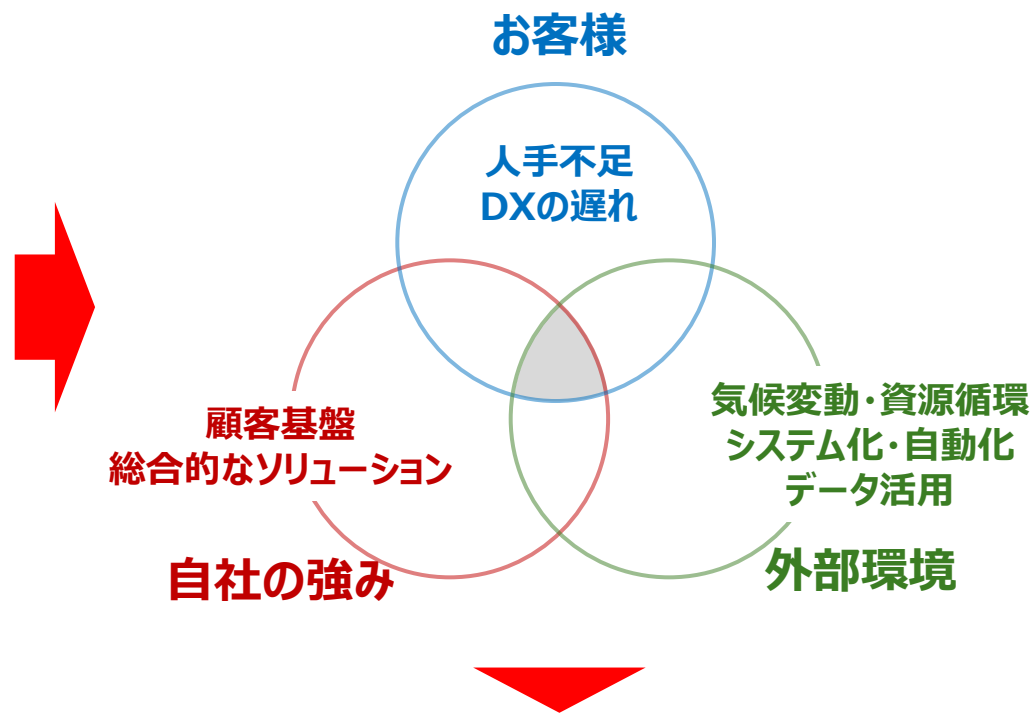 お客様
人手不足
DXの遅れ
顧客基盤
総合的なソリューション
気候変動・資源循環
システム化・自動化
データ活用
自社の強み
外部環境